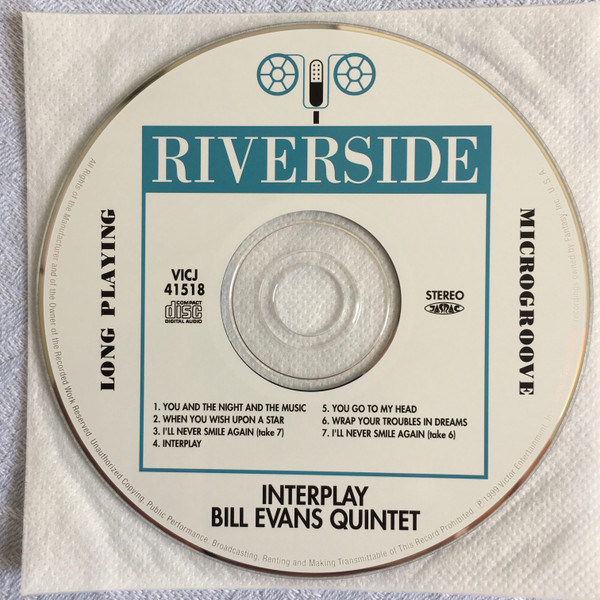 RIVERSIDE
LONG PLAYING
MICROGROOVE
VICJ
41518
COMPACT
disc
DIGITAL AUDIO
STEREO
JASRAC
1. YOU AND THE NIGHT AND THE MUSIC
2. WHEN YOU WISH UPON A STAR
3. I'LL NEVER SMILE AGAIN (take 7)
4. INTERPLAY
5. YOU GO TO MY HEAD
6. WRAP YOUR TROUBLES IN DREAMS
7. I'LL NEVER SMILE AGAIN (take 6)
INTERPLAY
BILL EVANS QUINTET
All Rights of the Manufacturer and of the Owner of the Recorded Work Reserved. Unauthorized Copying, Public Performance, Broadcasting, Renting and Making Transmittable of This Record Prohibited. ℗ 1999 Victor Entertainment
Fantasy, Inc. U.S.A